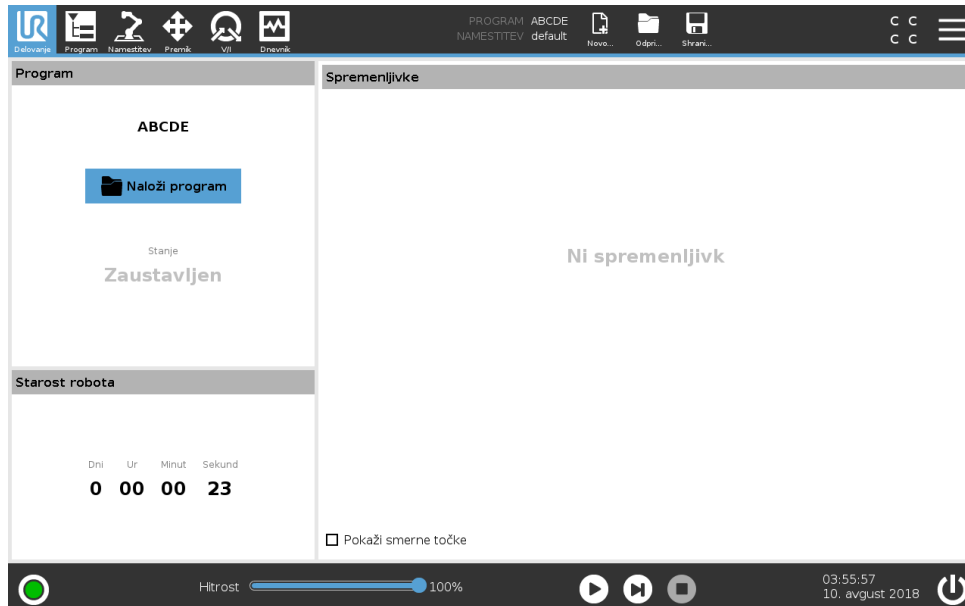 PROGRAM ABCDE
NAMESTITEV default
Delovanje Program Namestitev Premik V/I Dnevnik
Novo... Odpri... Shrani...
C C
C C
Program
ABCDE
Naloži program
Stanje
Zaustavljen
Starost robota
Dni Ur Minut Sekund
0 00 00 23
Spremenljivke
Ni spremenljivk
Pokaži smerne točke
Hitrost 100%
03:55:57
10. avgust 2018